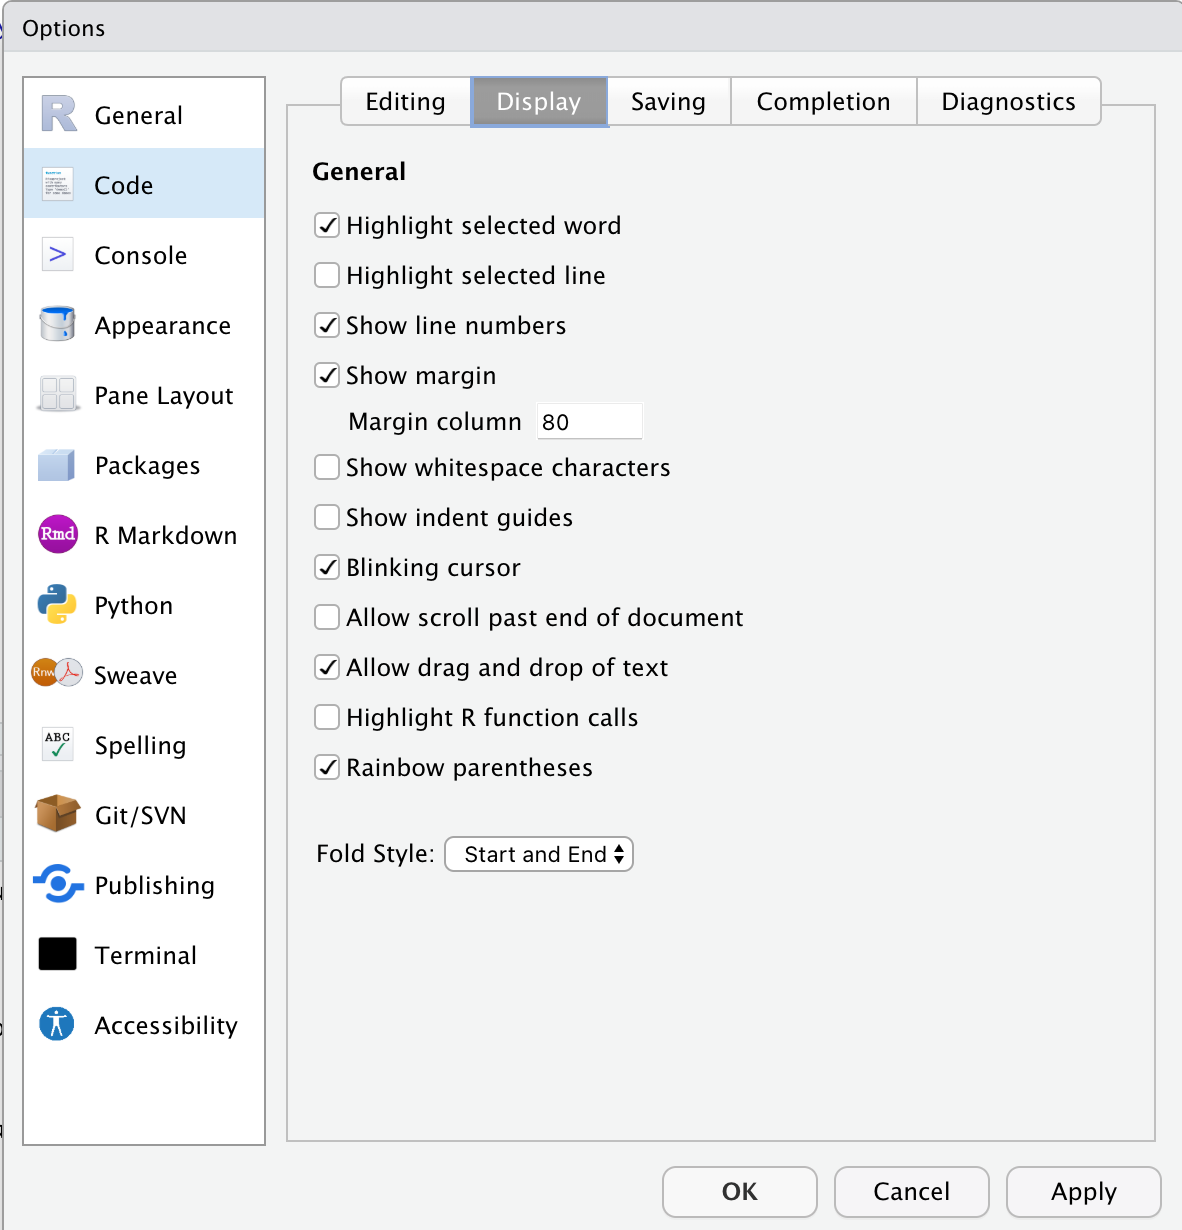 Options
General
Code
Console
Appearance
Pane Layout
Packages
Rmd R Markdown
Python
Rnw Sweave
ABC Spelling
Git/SVN
Publishing
Terminal
Accessibility
Editing Display Saving Completion Diagnostics
General
Highlight selected word
Highlight selected line
Show line numbers
Show margin
Margin column 80
Show whitespace characters
Show indent guides
Blinking cursor
Allow scroll past end of document
Allow drag and drop of text
Highlight R function calls
Rainbow parentheses
Fold Style: Start and End
OK Cancel Apply